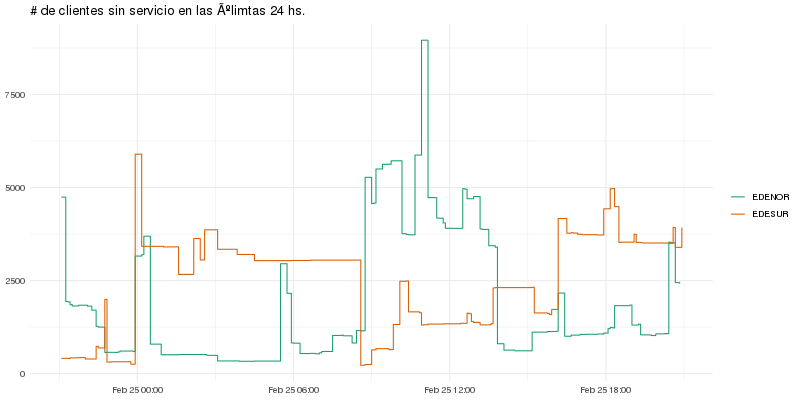 # de clientes sin servicio en las Ãºlimtas 24 hs.
7500
5000
2500
0
Feb 25 00:00
Feb 25 06:00
Feb 25 12:00
Feb 25 18:00
EDENOR
EDESUR